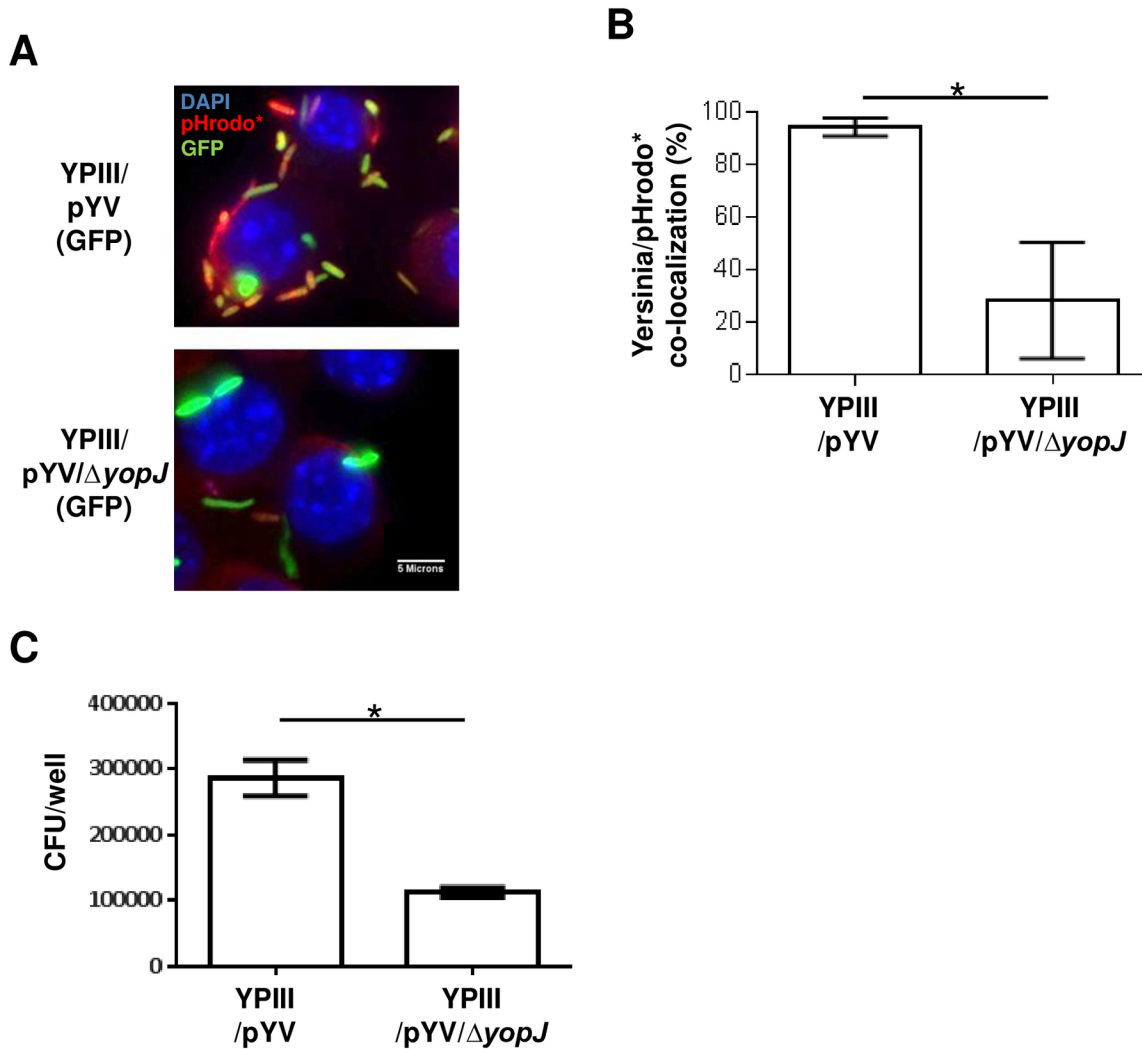 A
DAPI
pHrodo*
GFP
YPIII/
pYV
(GFP)
YPIII/
pYV/ΔyopJ
(GFP)
5 Microns
B
*
Yersinia/pHrodo*
co-localization (%)
100
80
60
40
20
0
YPIII
/pYV
YPIII
/pYV/ΔyopJ
C
*
CFU/well
400000
300000
200000
100000
0
YPIII
/pYV
YPIII
/pYV/ΔyopJ